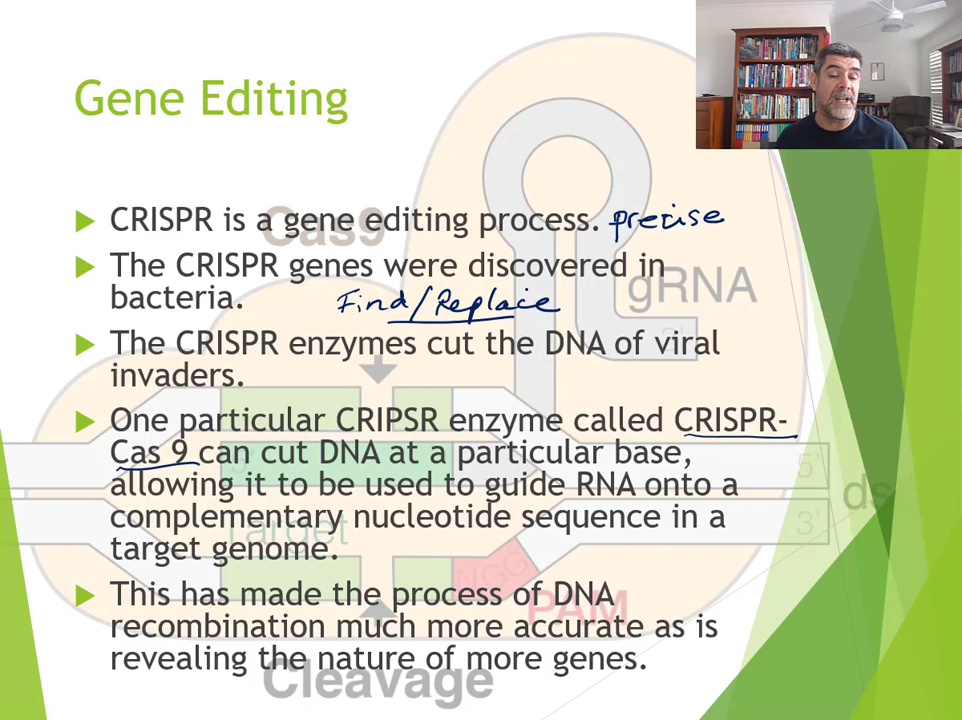 Gene Editing
CRISPR is a gene editing process. precise
The CRISPR genes were discovered in
bacteria. Find/Replace
The CRISPR enzymes cut the DNA of viral
invaders.
One particular CRIPSR enzyme called CRISPR-
Cas 9 can cut DNA at a particular base,
allowing it to be used to guide RNA onto a
complementary nucleotide sequence in a
target genome.
This has made the process of DNA
recombination much more accurate as is
revealing the nature of more genes.
Cas9
gRNA
3'
5'
ds
Target
3'
NGG
PAM
Cleavage